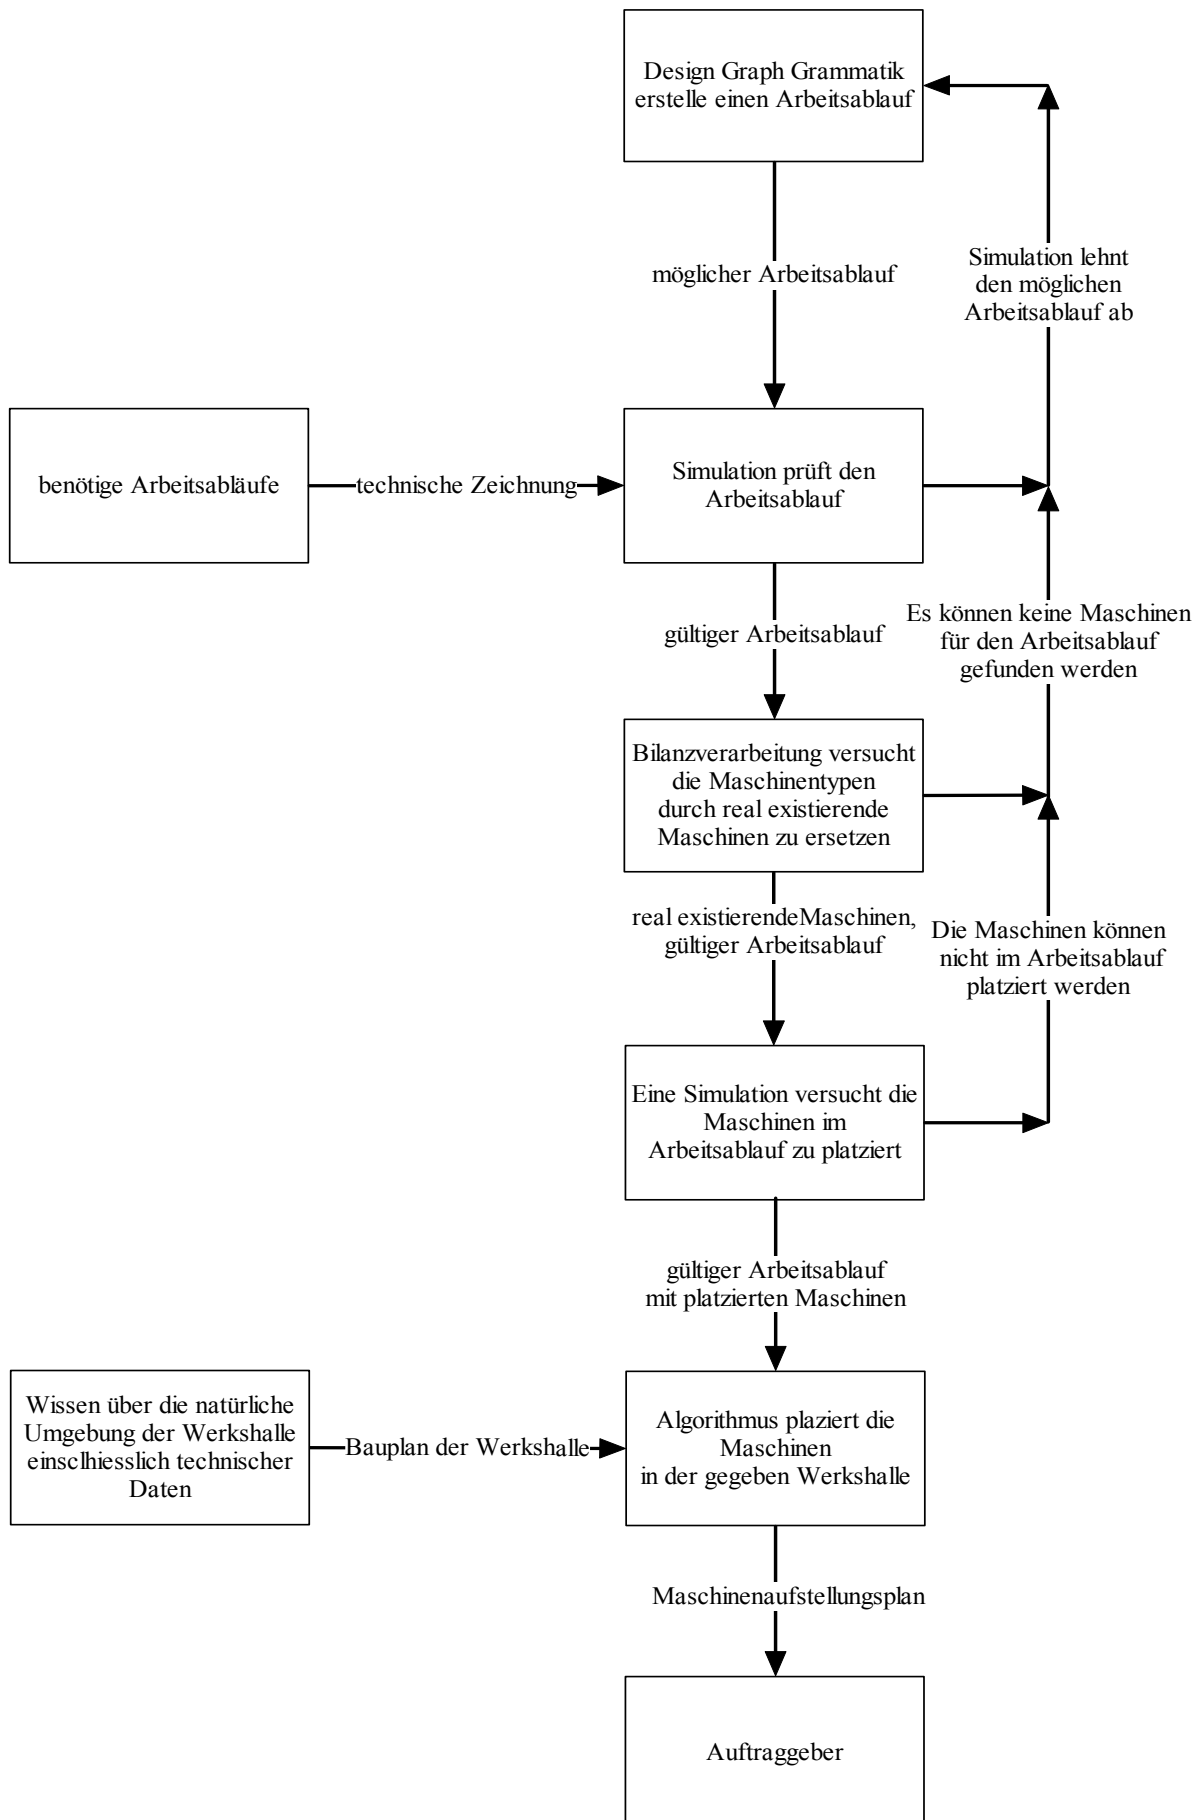 Design Graph Grammatik
erstelle einen Arbeitsablauf
möglicher Arbeitsablauf
Simulation lehnt
den möglichen
Arbeitsablauf ab
benötige Arbeitsabläufe
technische Zeichnung
Simulation prüft den
Arbeitsablauf
gültiger Arbeitsablauf
Es können keine Maschinen
für den Arbeitsablauf
gefunden werden
Bilanzverarbeitung versucht
die Maschinentypen
durch real existierende
Maschinen zu ersetzen
real existierendeMaschinen,
gültiger Arbeitsablauf
Die Maschinen können
nicht im Arbeitsablauf
platziert werden
Eine Simulation versucht die
Maschinen im
Arbeitsablauf zu platziert
gültiger Arbeitsablauf
mit platzierten Maschinen
Wissen über die natürliche
Umgebung der Werkshalle
einsclhiesslich technischer
Daten
Bauplan der Werkshalle
Algorithmus plaziert die
Maschinen
in der gegeben Werkshalle
Maschinenaufstellungsplan
Auftraggeber